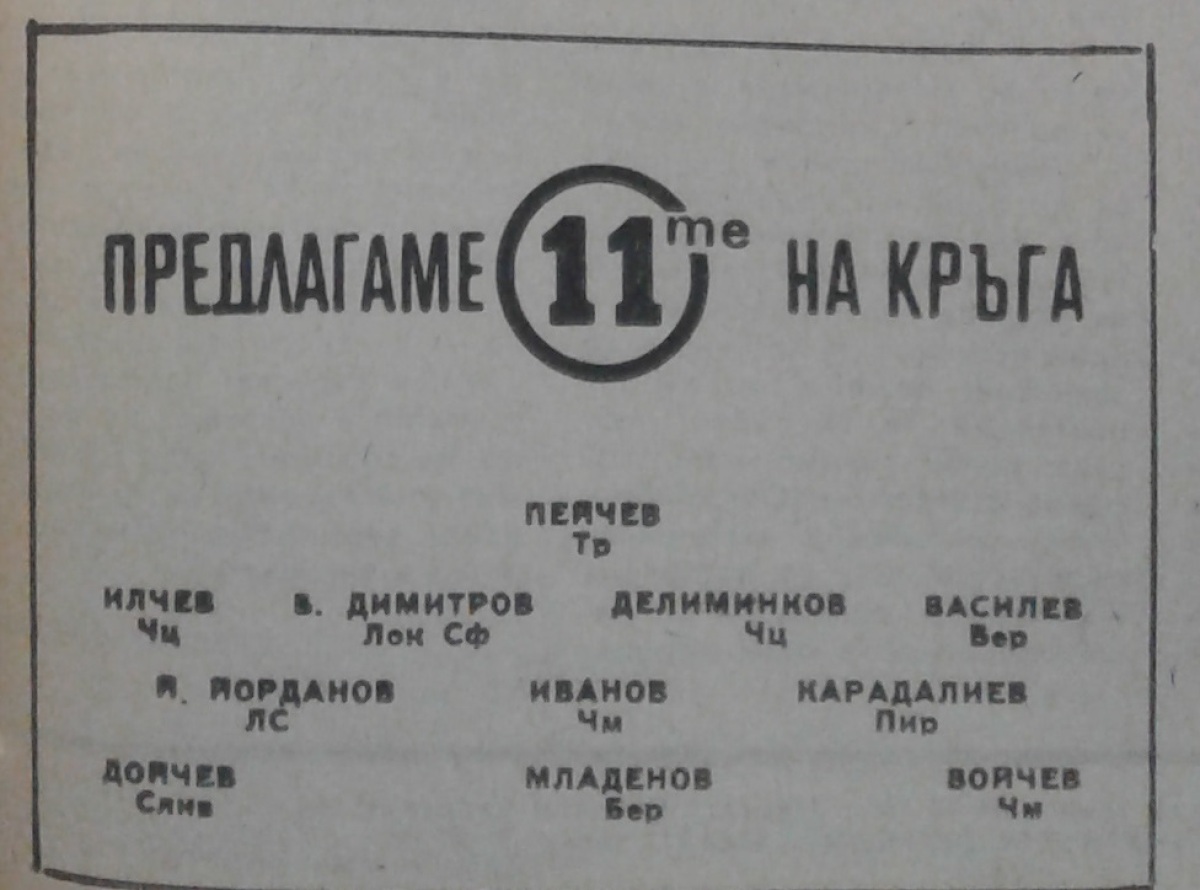 ПРЕДЛАГАМЕ 11те НА КРЪГА
ПЕЙЧЕВ
Тр
ИЛЧЕВ В. ДИМИТРОВ ДЕЛИМИНКОВ ВАСИЛЕВ
Чц Лок Сф Чц Бер
Й. ЙОРДАНОВ ИВАНОВ КАРАДАЛИЕВ
ЛС Чм Пир
ДОЙЧЕВ МЛАДЕНОВ ВОЙЧЕВ
Слив Бер Чм